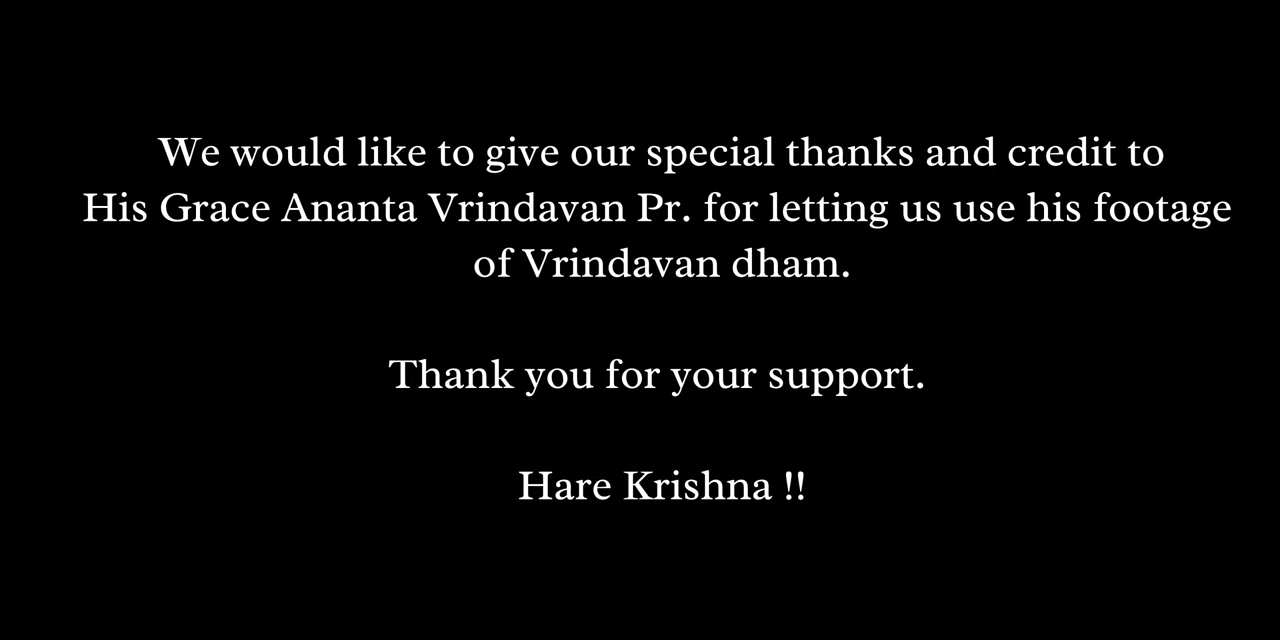 We would like to give our special thanks and credit to
His Grace Ananta Vrindavan Pr. for letting us use his footage
of Vrindavan dham.
Thank you for your support.
Hare Krishna !!